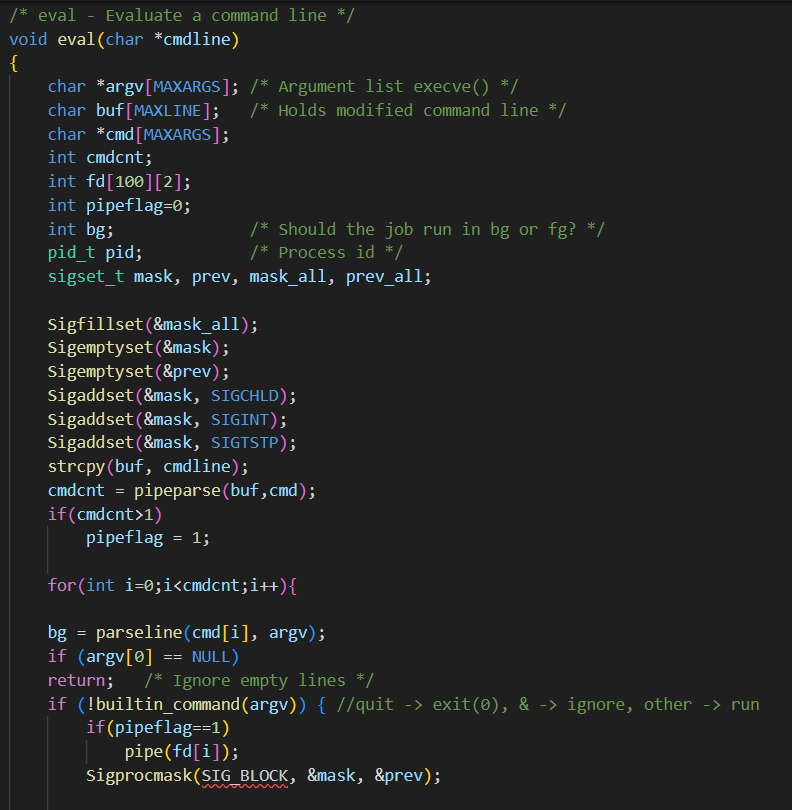 /* eval - Evaluate a command line */
void eval(char *cmdline)
{
    char *argv[MAXARGS]; /* Argument list execve() */
    char buf[MAXLINE];   /* Holds modified command line */
    char *cmd[MAXARGS];
    int cmdcnt;
    int fd[100][2];
    int pipeflag=0;
    int bg;              /* Should the job run in bg or fg? */
    pid_t pid;           /* Process id */
    sigset_t mask, prev, mask_all, prev_all;

    Sigfillset(&mask_all);
    Sigemptyset(&mask);
    Sigemptyset(&prev);
    Sigaddset(&mask, SIGCHLD);
    Sigaddset(&mask, SIGINT);
    Sigaddset(&mask, SIGTSTP);
    strcpy(buf, cmdline);
    cmdcnt = pipeparse(buf,cmd);
    if(cmdcnt>1)
        pipeflag = 1;

    for(int i=0;i<cmdcnt;i++){

    bg = parseline(cmd[i], argv);
    if (argv[0] == NULL)
    return;   /* Ignore empty lines */
    if (!builtin_command(argv)) { //quit -> exit(0), & -> ignore, other -> run
        if(pipeflag==1)
            pipe(fd[i]);
        Sigprocmask(SIG_BLOCK, &mask, &prev);